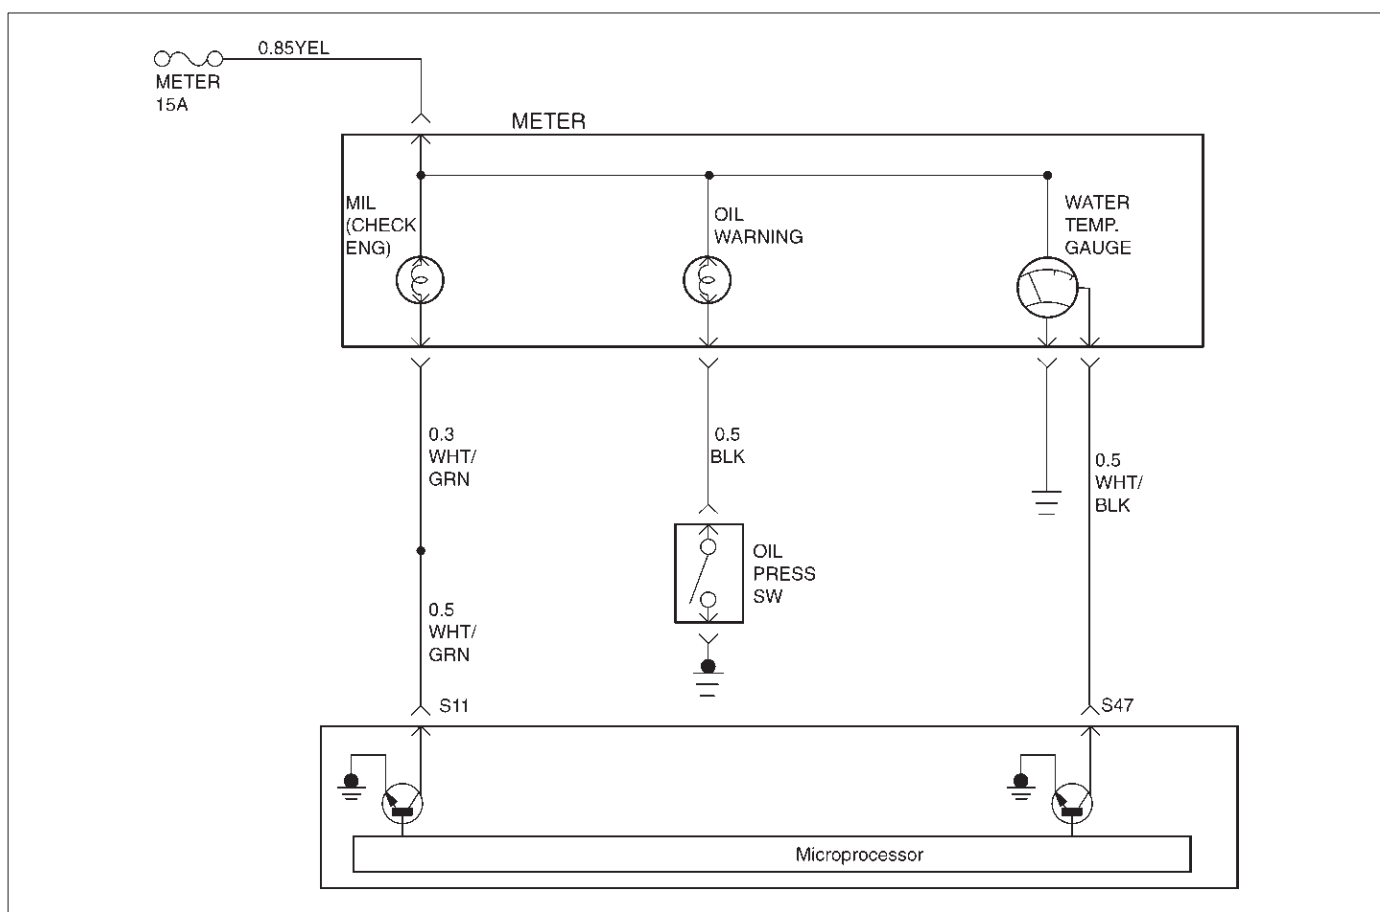 0.85YEL
METER
15A
METER
MIL
(CHECK
ENG)
OIL
WARNING
WATER
TEMP.
GAUGE
0.3
WHT/
GRN
0.5
BLK
0.5
WHT/
BLK
OIL
PRESS
SW
0.5
WHT/
GRN
S11
S47
Microprocessor